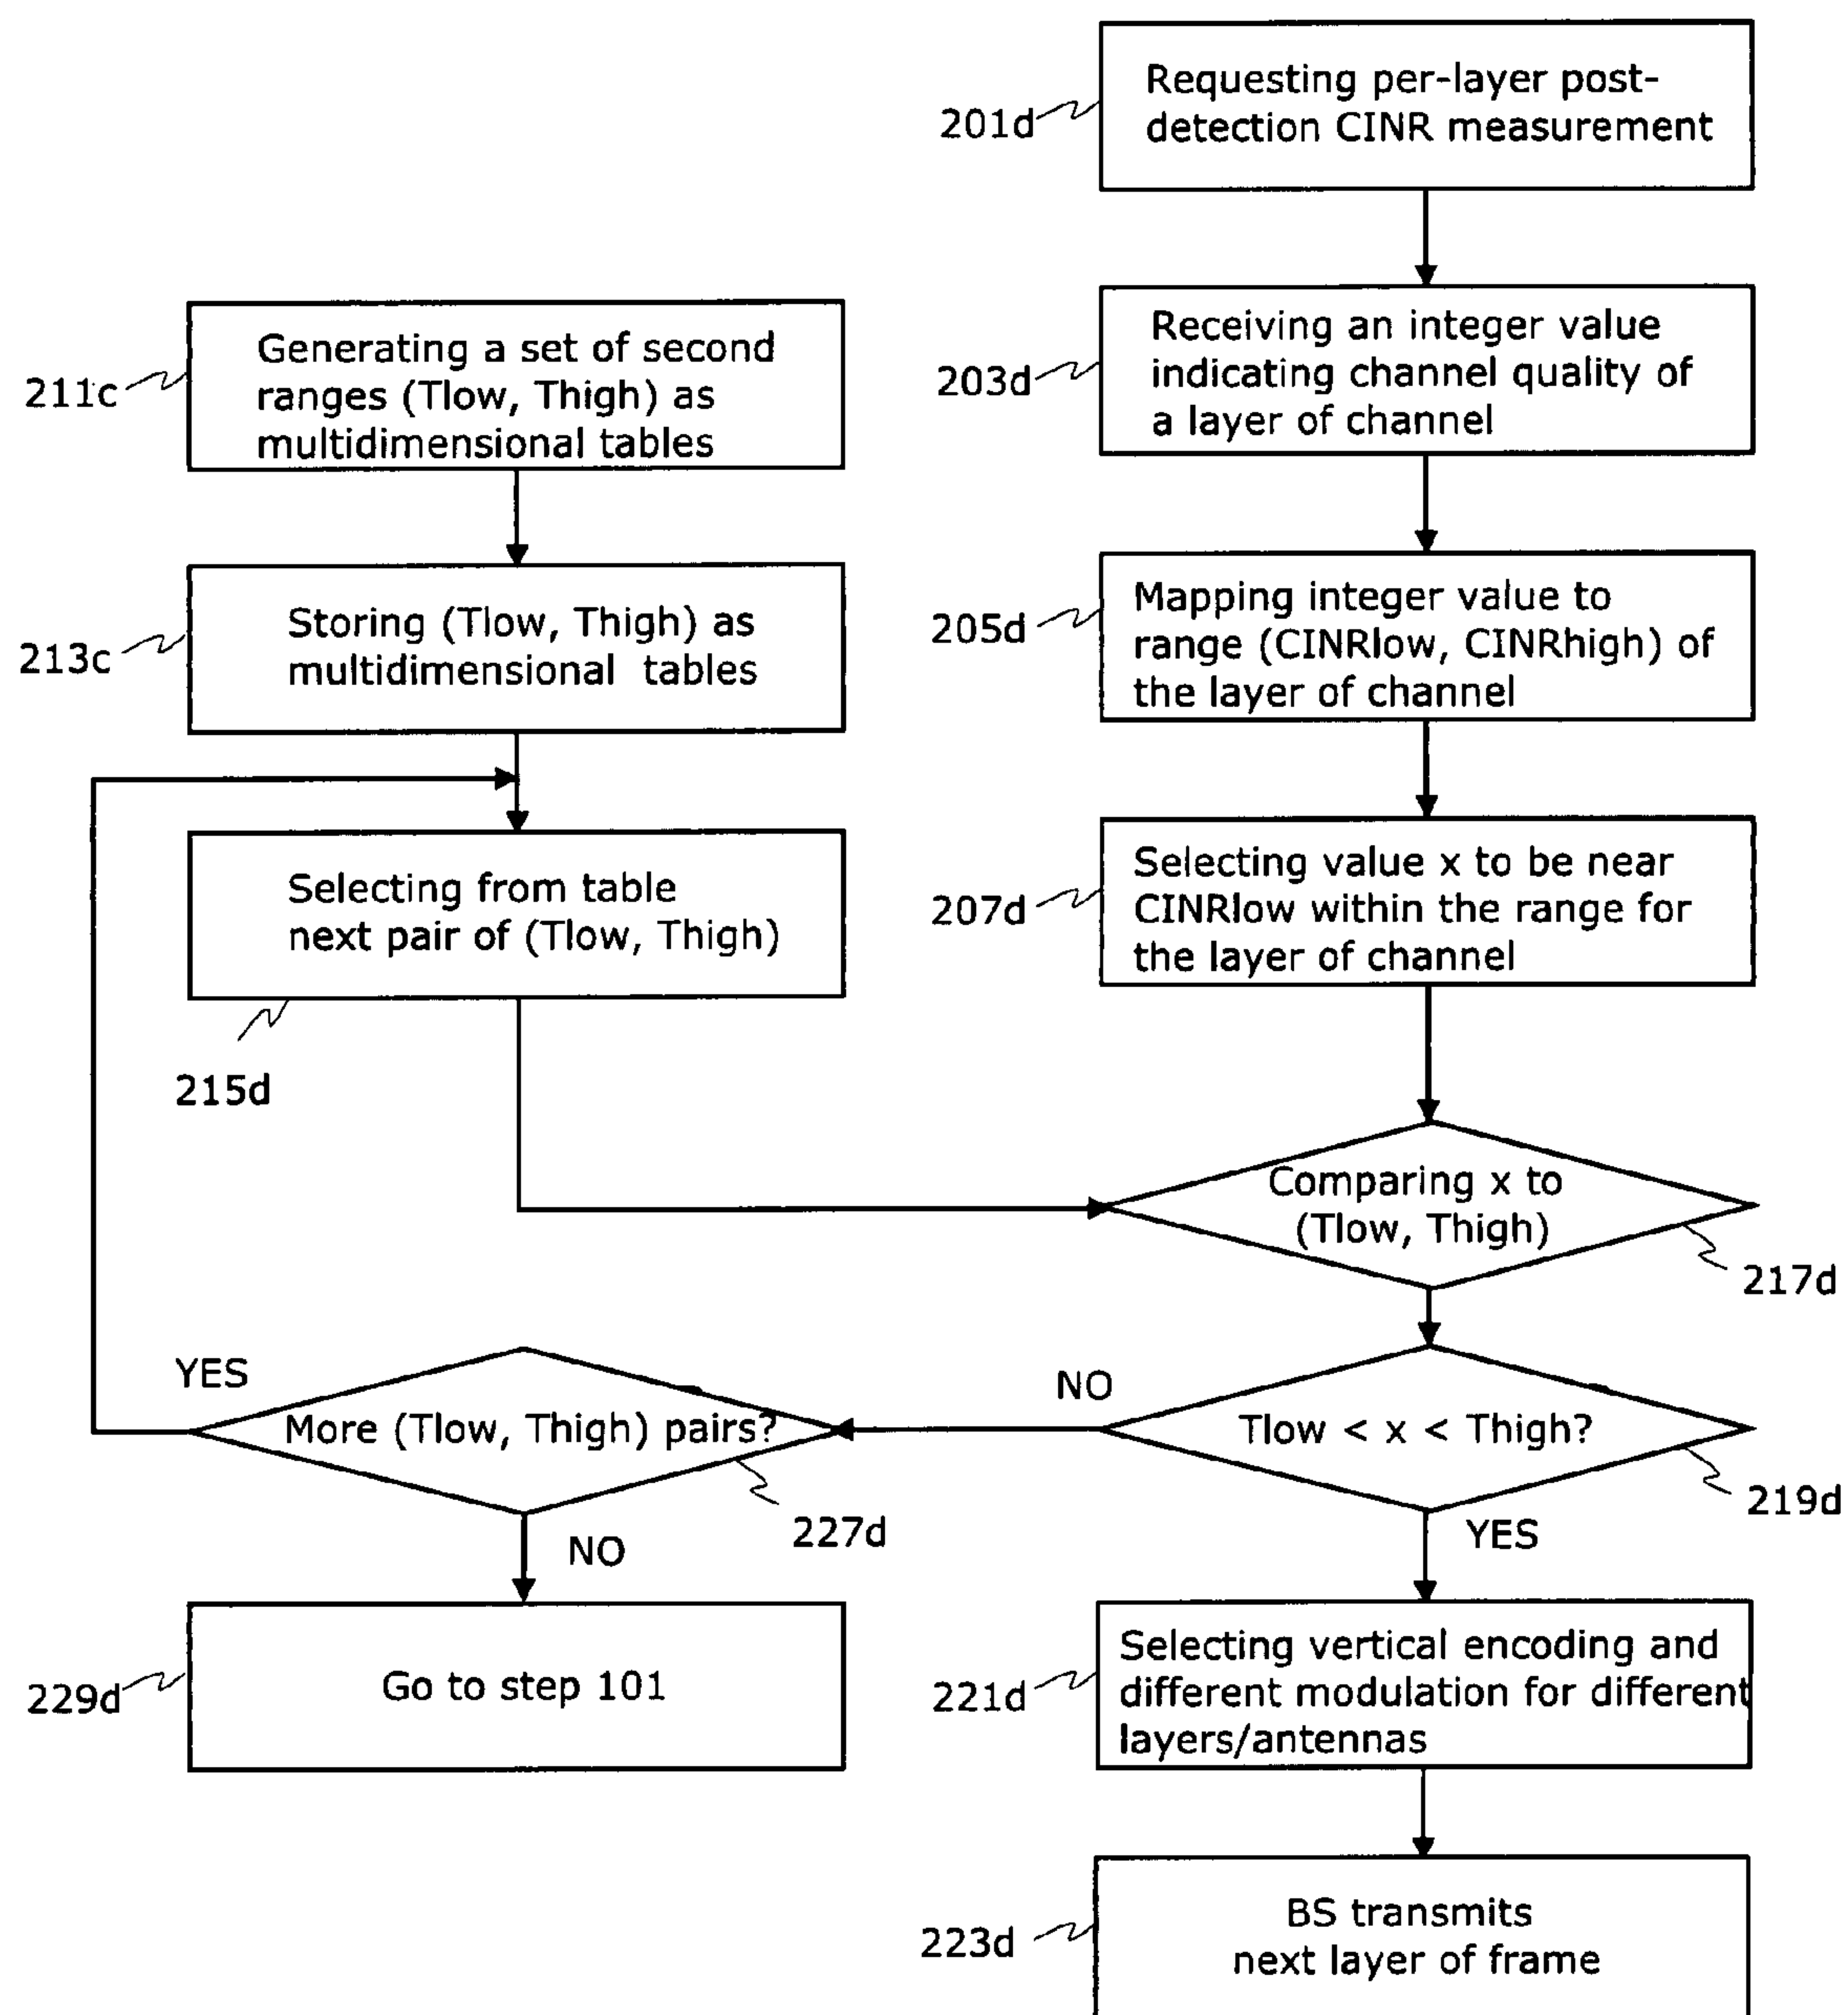 Requesting per-layer post-
detection CINR measurement
201d
Generating a set of second
ranges (Tlow, Thigh) as
multidimensional tables
211c
Receiving an integer value
indicating channel quality of
a layer of channel
203d
Storing (Tlow, Thigh) as
multidimensional tables
213c
Mapping integer value to
range (CINRlow, CINRhigh) of
the layer of channel
205d
Selecting from table
next pair of (Tlow, Thigh)
215d
Selecting value x to be near
CINRlow within the range for
the layer of channel
207d
Comparing x to
(Tlow, Thigh)
217d
YES
More (Tlow, Thigh) pairs?
227d
NO
NO
Tlow < x < Thigh?
219d
YES
Go to step 101
229d
Selecting vertical encoding and
different modulation for different
layers/antennas
221d
BS transmits
next layer of frame
223d